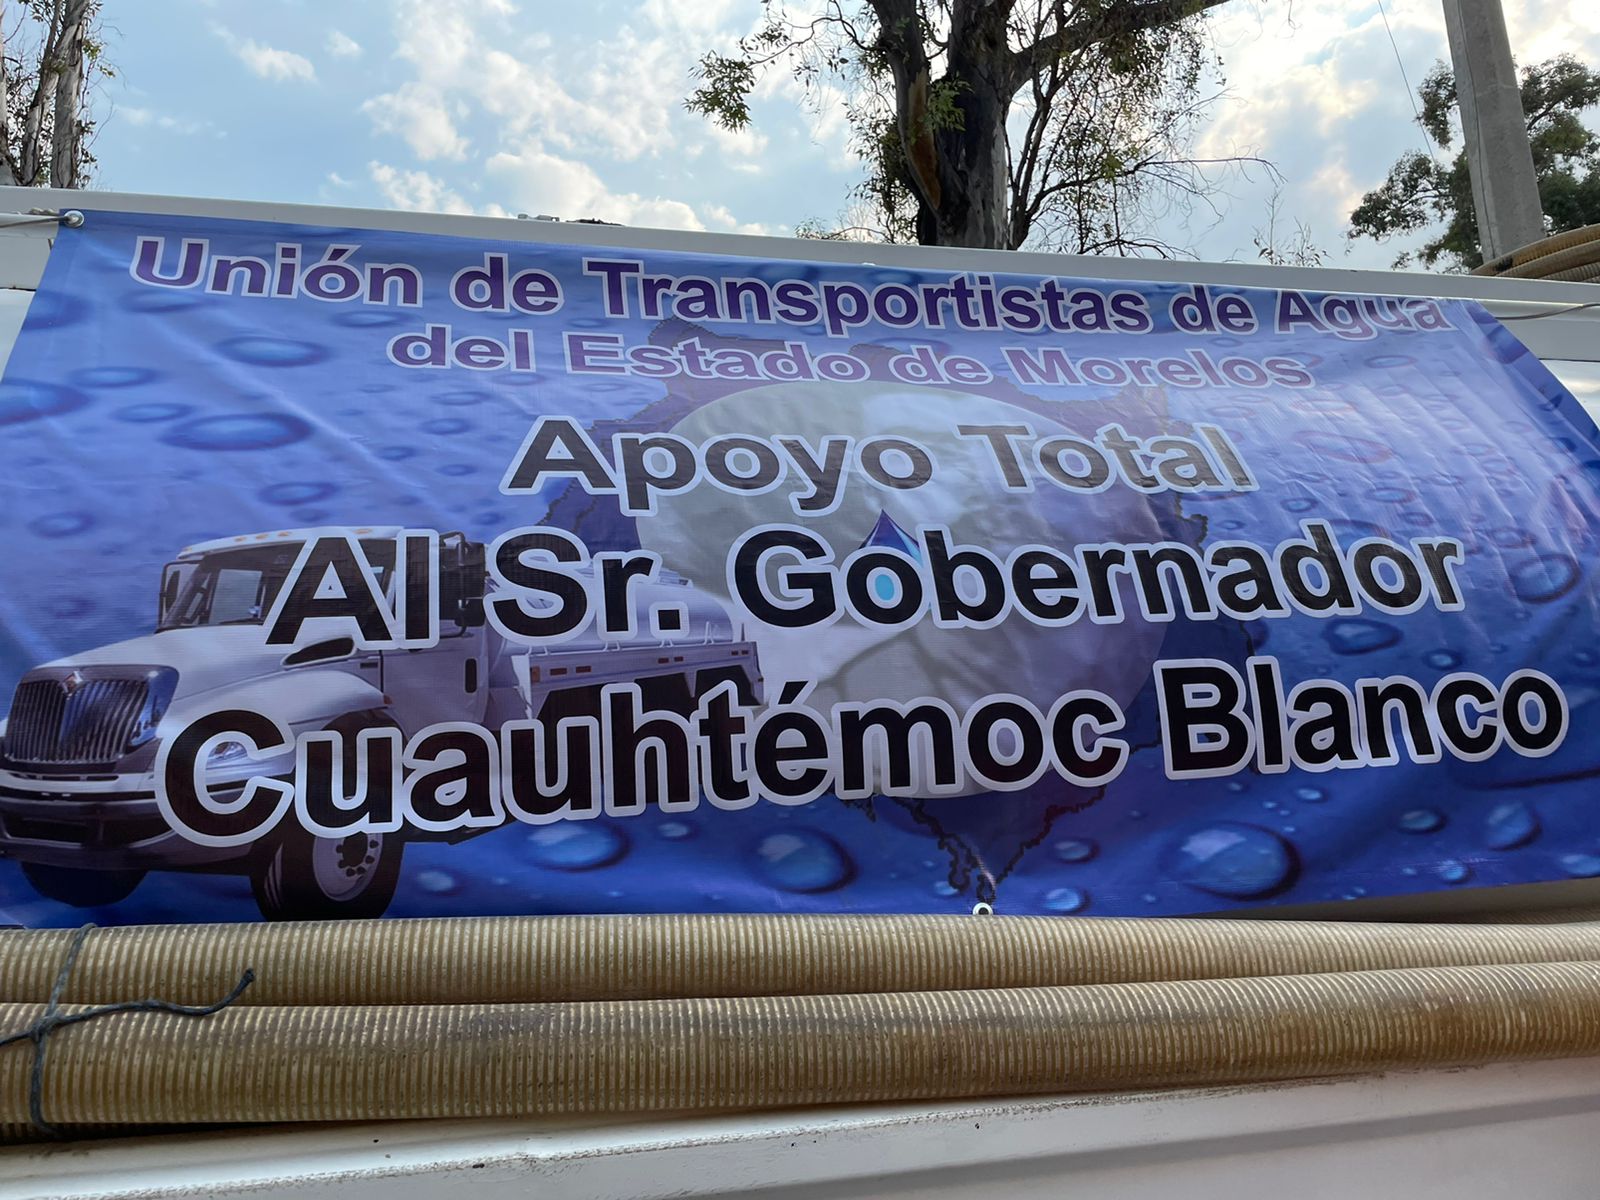 Unión de Transportistas de Agua
del Estado de Morelos
Apoyo Total
Al Sr. Gobernador
Cuauhtémoc Blanco